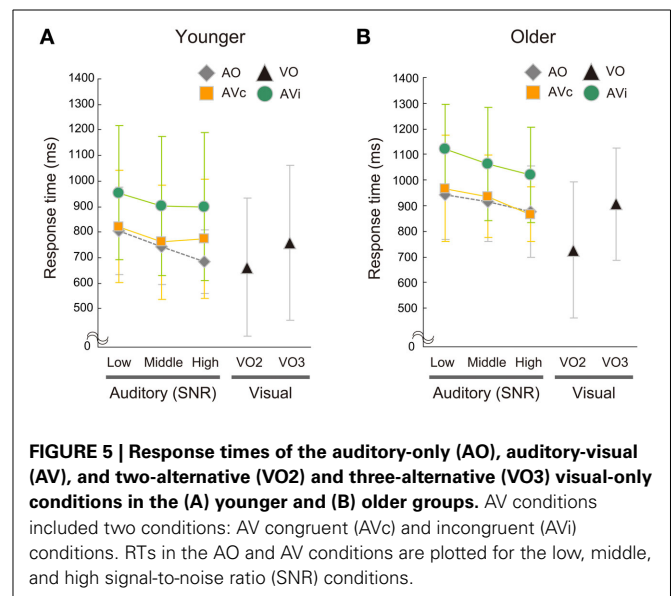 A Younger
AO VO
AVc AVi
Response time (ms)
1400
1300
1200
1100
1000
900
800
700
600
500
0
Low Middle High VO2 VO3
Auditory (SNR) Visual
B Older
AO VO
AVc AVi
Response time (ms)
1400
1300
1200
1100
1000
900
800
700
600
500
0
Low Middle High VO2 VO3
Auditory (SNR) Visual
FIGURE 5 | Response times of the auditory-only (AO), auditory-visual
(AV), and two-alternative (VO2) and three-alternative (VO3) visual-only
conditions in the (A) younger and (B) older groups. AV conditions
included two conditions: AV congruent (AVc) and incongruent (AVi)
conditions. RTs in the AO and AV conditions are plotted for the low, middle,
and high signal-to-noise ratio (SNR) conditions.